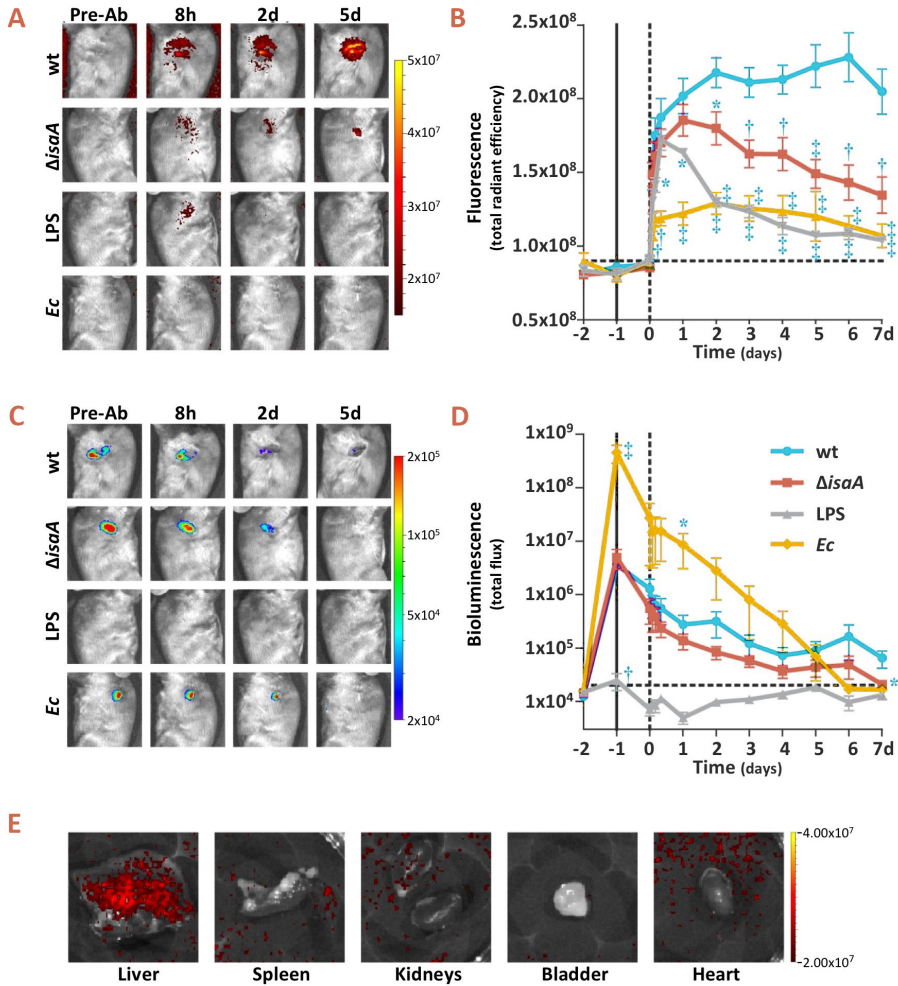 A
Pre-Ab 8h 2d 5d
wt
ΔisaA
LPS
Ec
5x10⁷
4x10⁷
3x10⁷
2x10⁷
B
Fluorescence
(total radiant efficiency)
2.5x10⁸
2.0x10⁸
1.5x10⁸
1.0x10⁸
0.5x10⁸
* † † † ‡ † †
* *
‡ ‡ ‡ ‡ ‡ ‡ ‡
‡ ‡ ‡ ‡ ‡ ‡ ‡
-2 -1 0 1 2 3 4 5 6 7d
Time (days)
C
Pre-Ab 8h 2d 5d
wt
ΔisaA
LPS
Ec
2x10⁵
1x10⁵
5x10⁴
2x10⁴
D
Bioluminescence
(total flux)
1x10⁹
1x10⁸
1x10⁷
1x10⁶
1x10⁵
1x10⁴
‡
*
†
*
wt
ΔisaA
LPS
Ec
-2 -1 0 1 2 3 4 5 6 7d
Time (days)
E
4.00x10⁷
2.00x10⁷
Liver Spleen Kidneys Bladder Heart